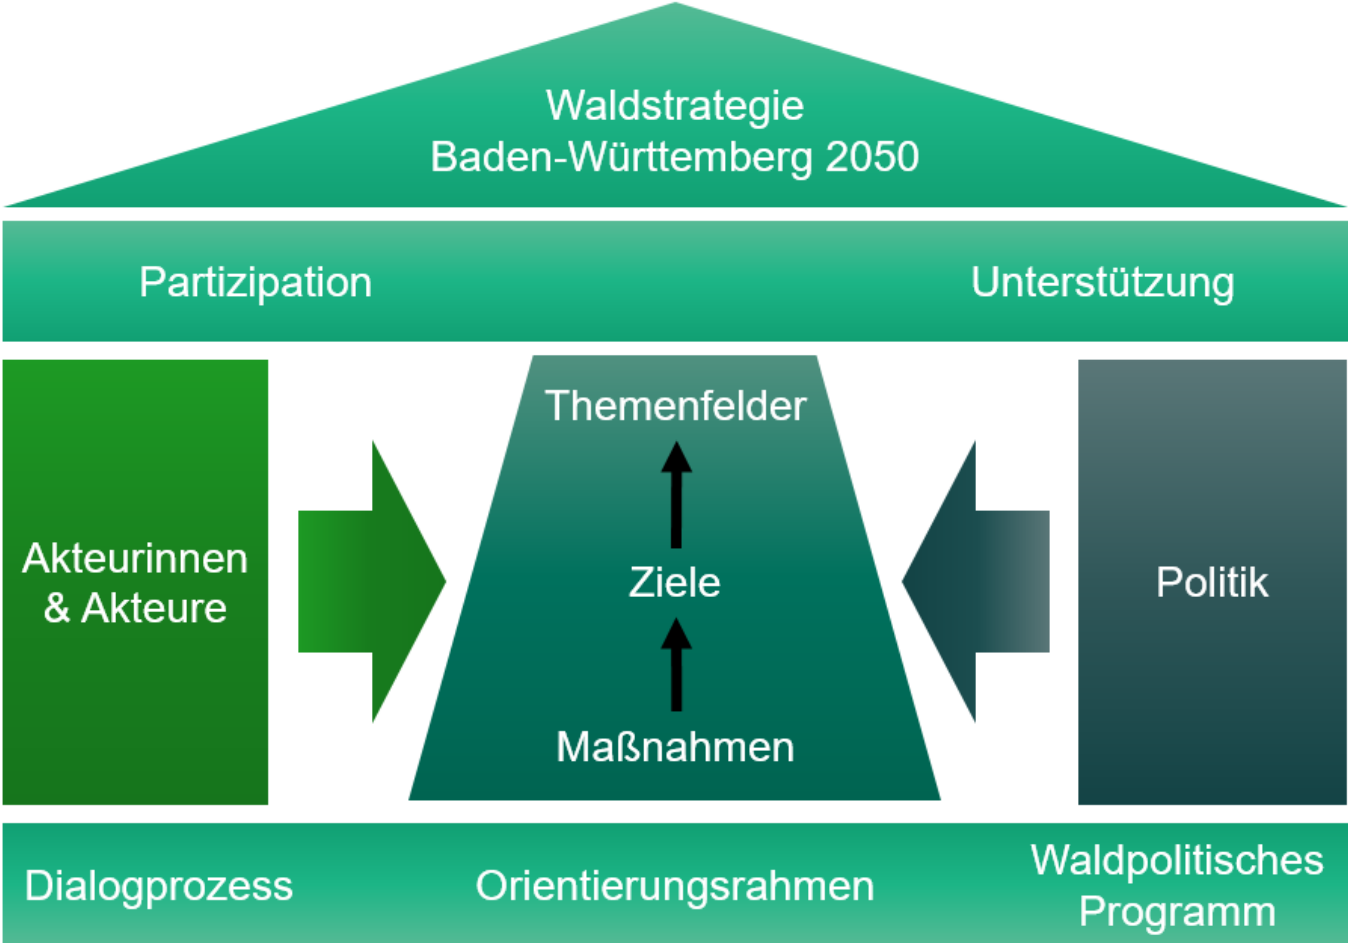 Waldstrategie
Baden-Württemberg 2050
Partizipation
Unterstützung
Akteurinnen
& Akteure
Themenfelder
Ziele
Maßnahmen
Politik
Dialogprozess
Orientierungsrahmen
Waldpolitisches
Programm